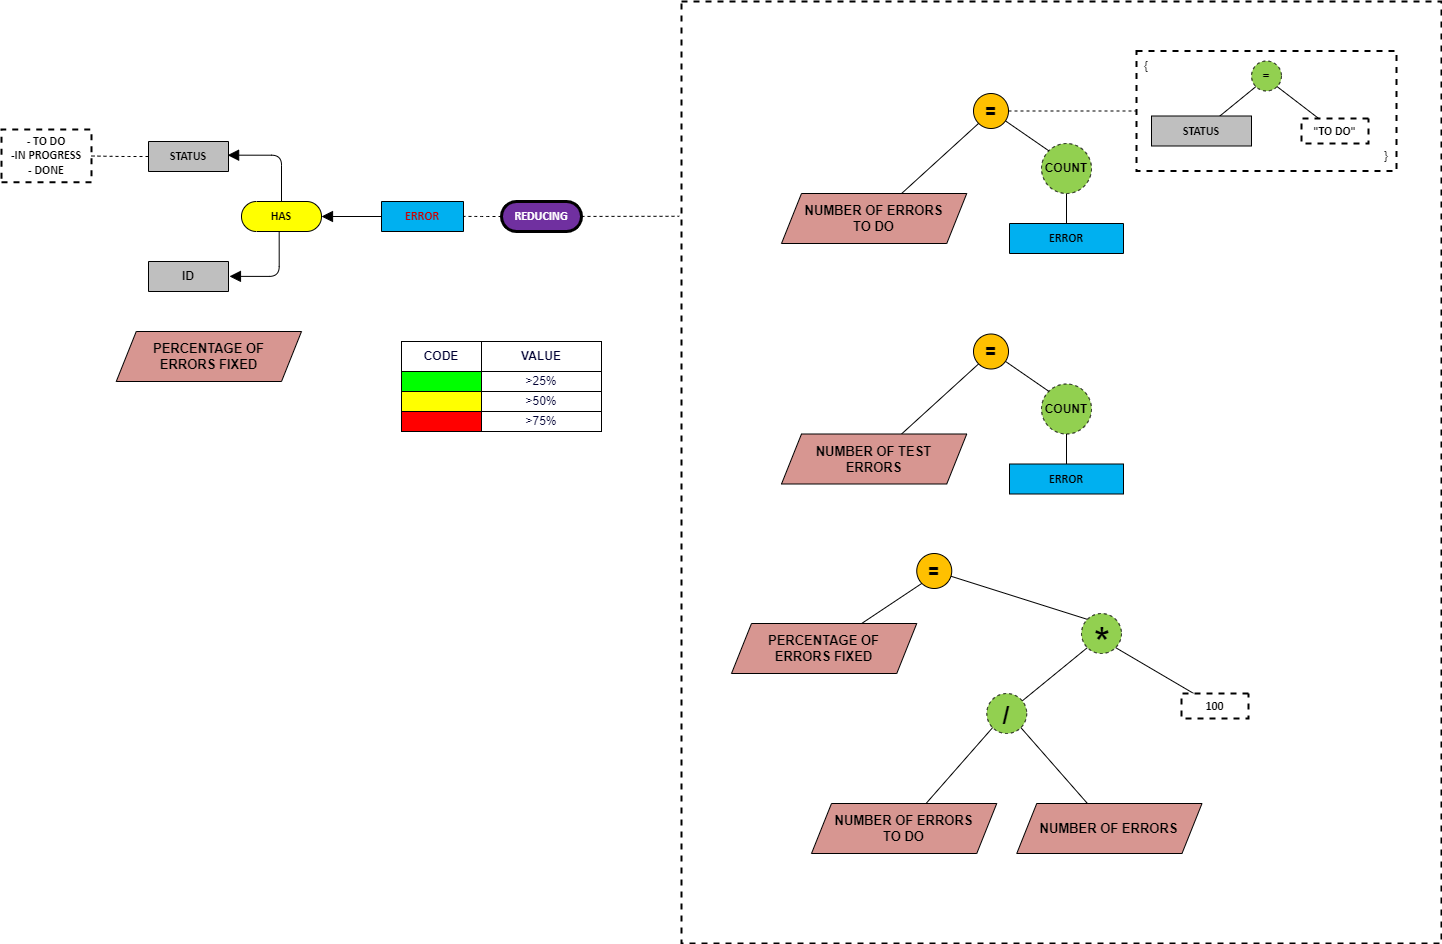 - TO DO
-IN PROGRESS
- DONE
STATUS
HAS
ERROR
REDUCING
ID
PERCENTAGE OF
ERRORS FIXED
CODE VALUE
>25%
>50%
>75%
=
NUMBER OF ERRORS
TO DO
COUNT
ERROR
{
=
STATUS
"TO DO"
}
=
NUMBER OF TEST
ERRORS
COUNT
ERROR
=
PERCENTAGE OF
ERRORS FIXED
*
/
100
NUMBER OF ERRORS
TO DO
NUMBER OF ERRORS